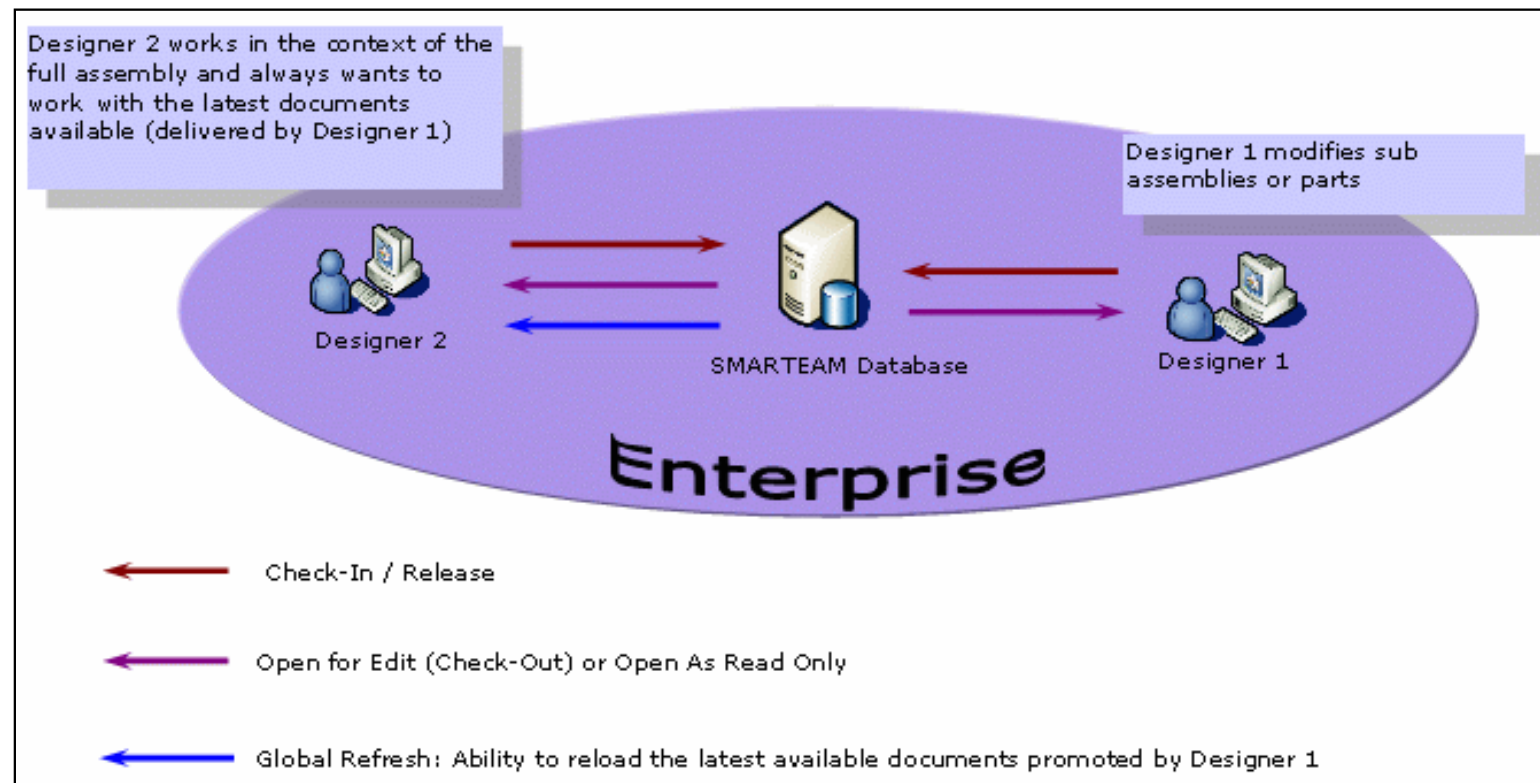 Designer 2 works in the context of the
full assembly and always wants to
work with the latest documents
available (delivered by Designer 1)
Designer 1 modifies sub
assemblies or parts
Designer 2
SMARTEAM Database
Designer 1
Enterprise
Check-In / Release
Open for Edit (Check-Out) or Open As Read Only
Global Refresh: Ability to reload the latest available documents promoted by Designer 1